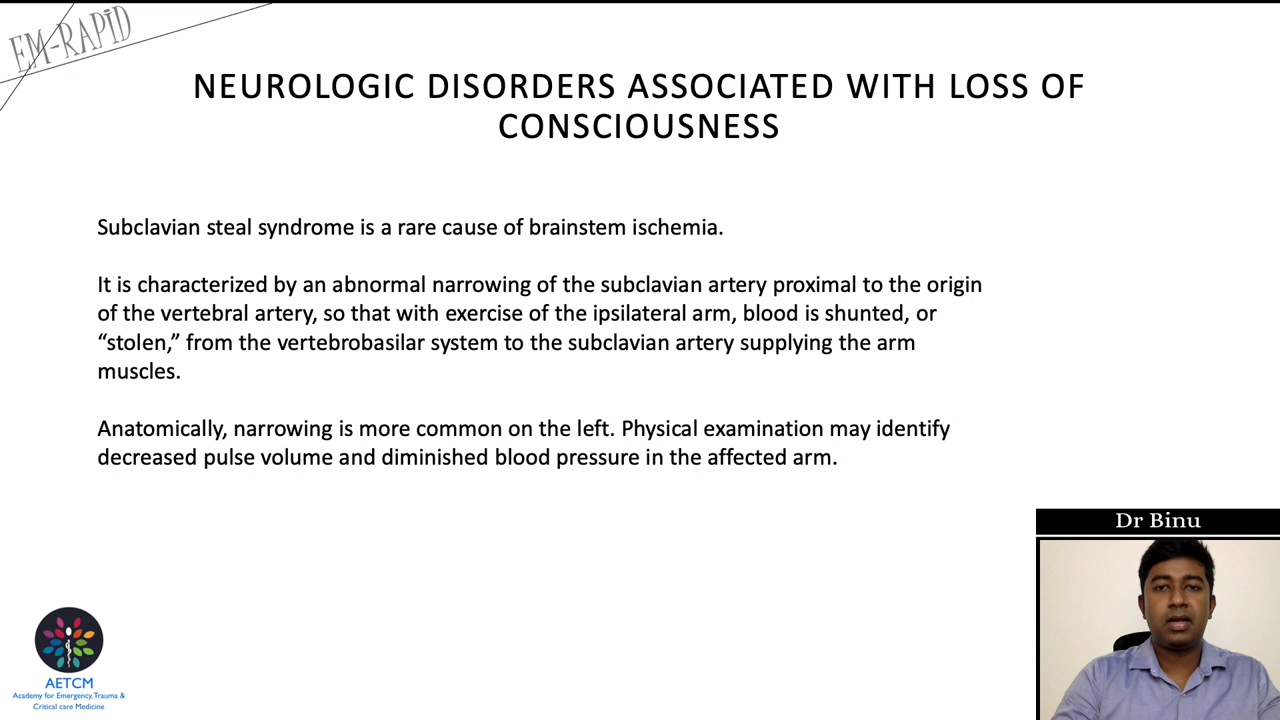 EM-RAPID
NEUROLOGIC DISORDERS ASSOCIATED WITH LOSS OF
CONSCIOUSNESS
Subclavian steal syndrome is a rare cause of brainstem ischemia.
It is characterized by an abnormal narrowing of the subclavian artery proximal to the origin
of the vertebral artery, so that with exercise of the ipsilateral arm, blood is shunted, or
“stolen,” from the vertebrobasilar system to the subclavian artery supplying the arm
muscles.
Anatomically, narrowing is more common on the left. Physical examination may identify
decreased pulse volume and diminished blood pressure in the affected arm.
Dr Binu
AETCM
Academy for Emergency,Trauma &
Critical care Medicine